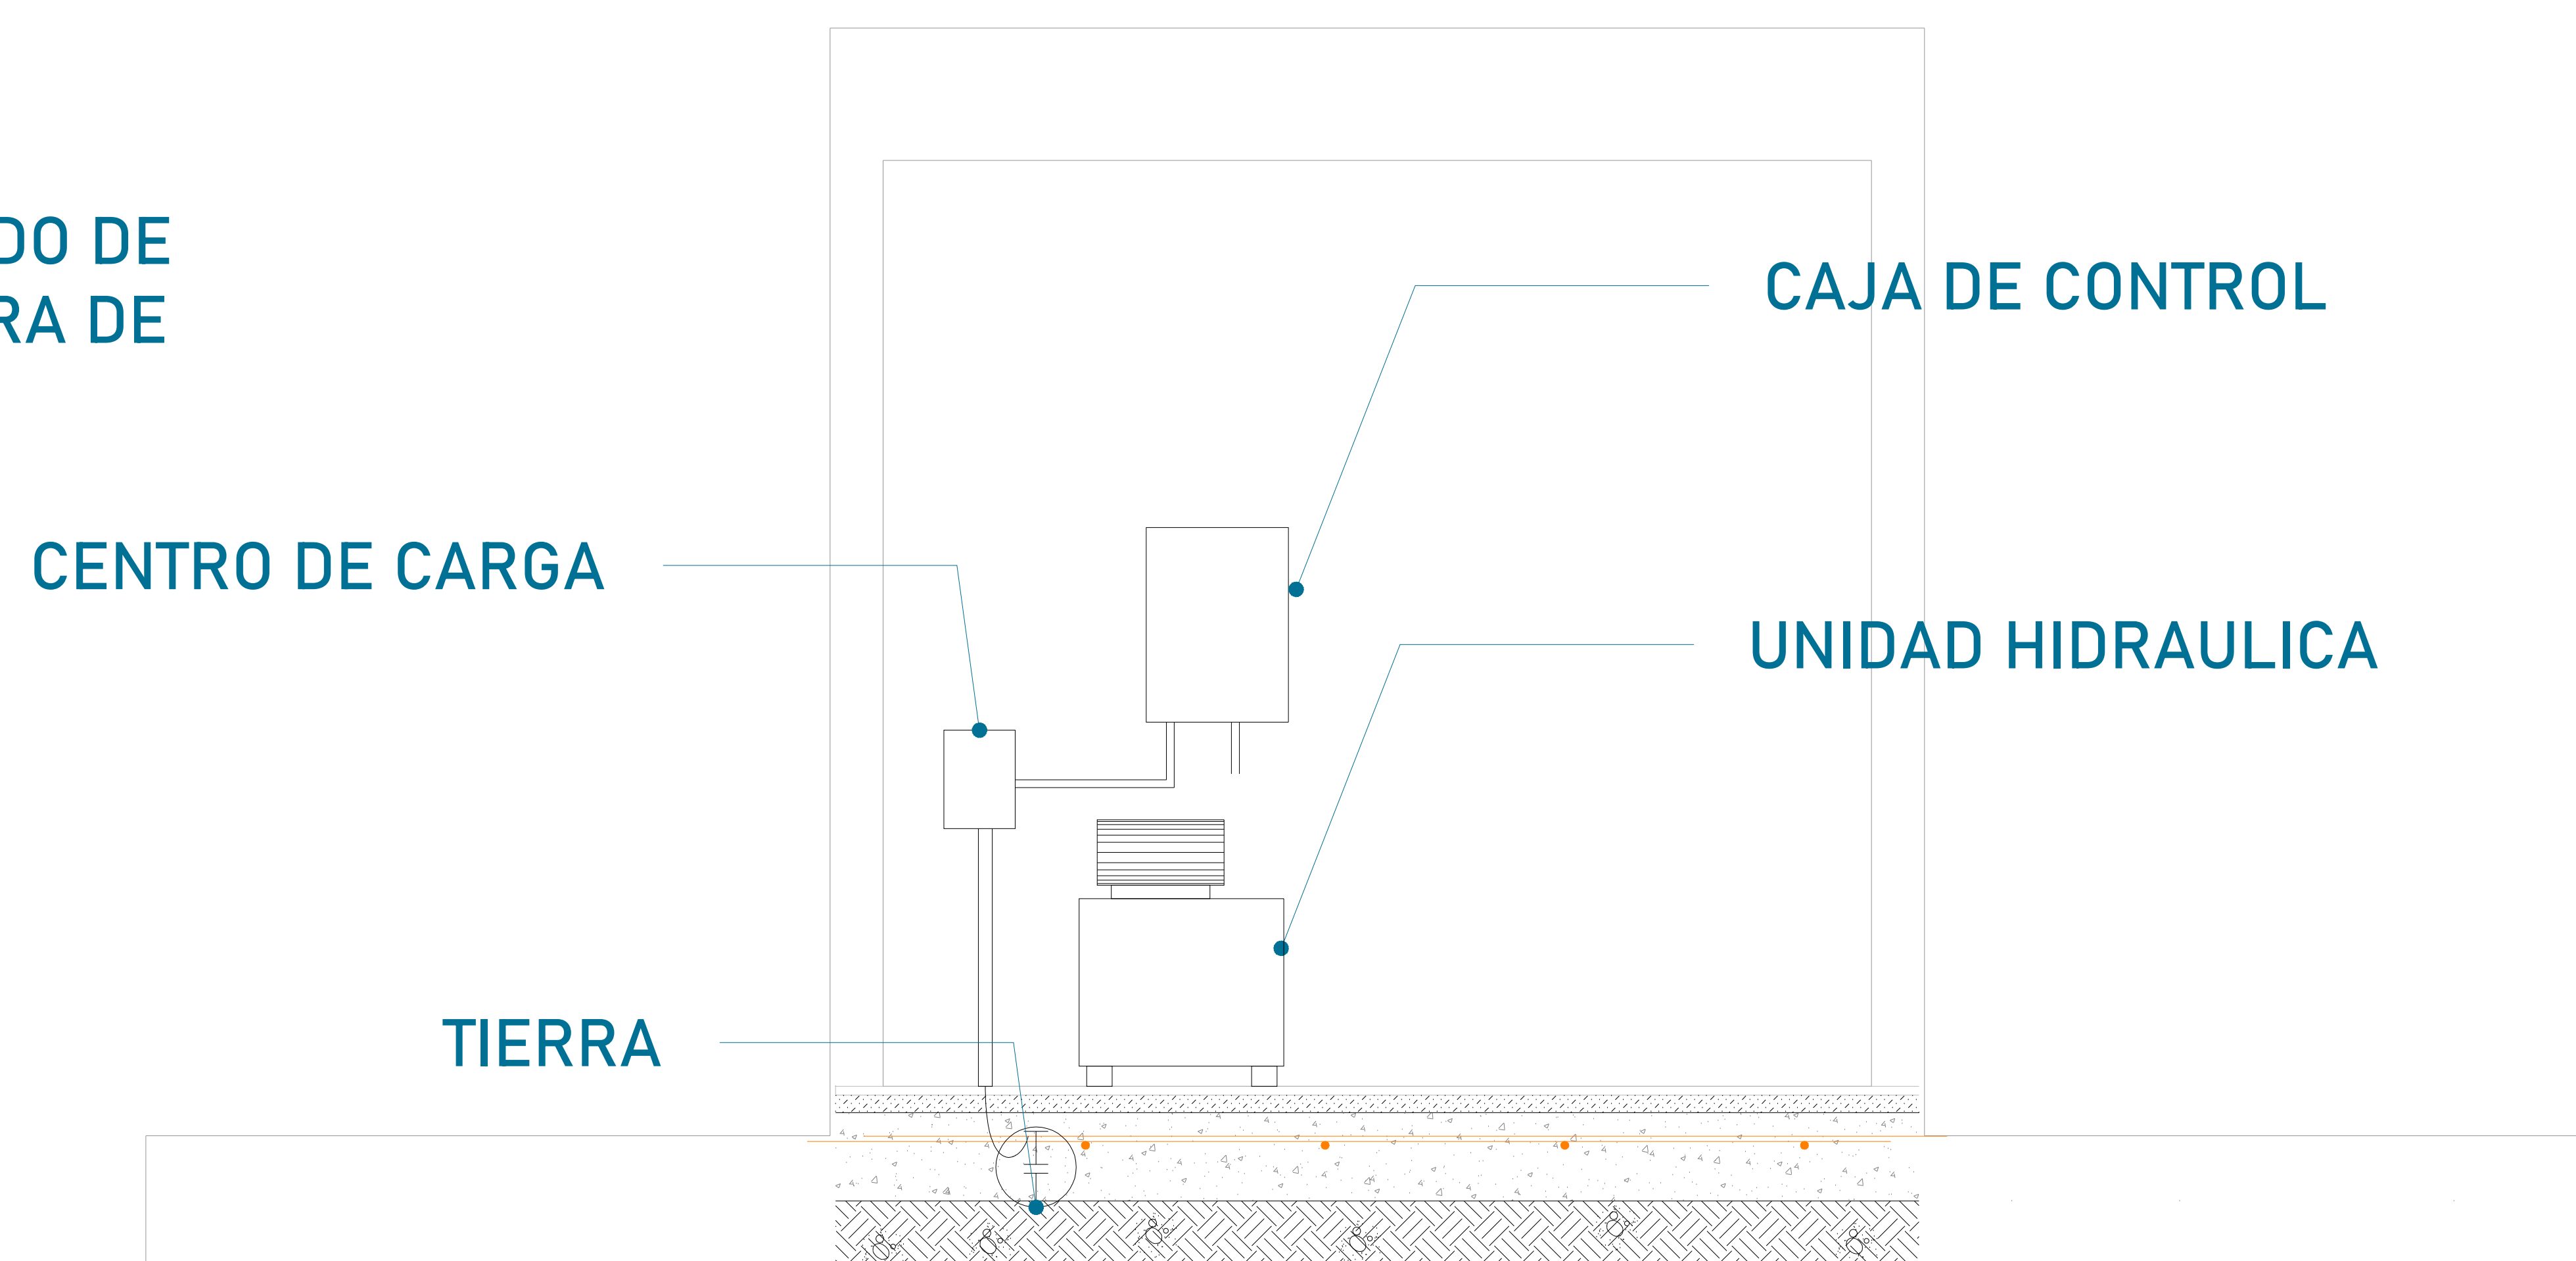 DO DE
RA DE
CAJA DE CONTROL
CENTRO DE CARGA
UNIDAD HIDRAULICA
TIERRA